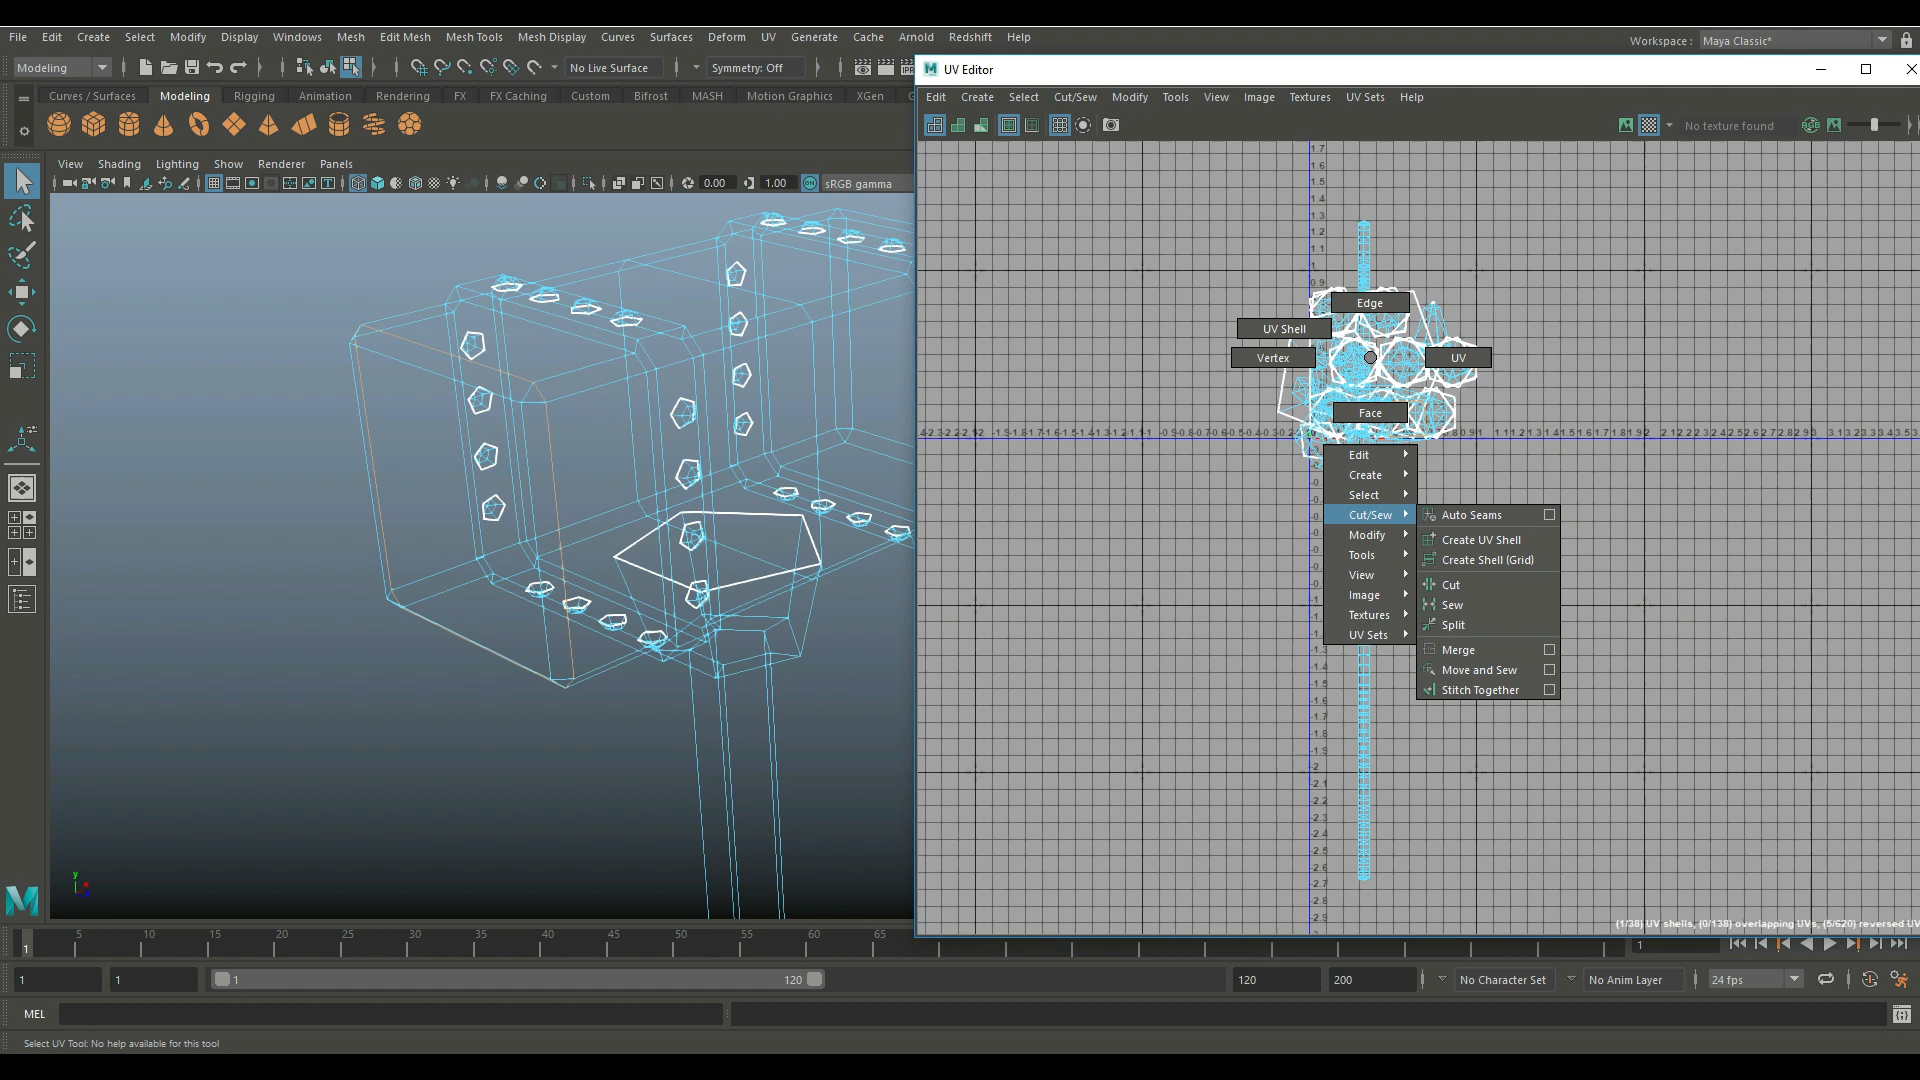 File Edit Create Select Modify Display Windows Mesh Edit Mesh Mesh Tools Mesh Display Curves Surfaces Deform UV Generate Cache Arnold Redshift Help
Workspace : Maya Classic*
Modeling
No Live Surface
Symmetry: Off
UV Editor
Curves / Surfaces Modeling Rigging Animation Rendering FX FX Caching Custom Bifrost MASH Motion Graphics XGen
Edit Create Select Cut/Sew Modify Tools View Image Textures UV Sets Help
No texture found
View Shading Lighting Show Renderer Panels
0.00 1.00 sRGB gamma
Edge
UV Shell
Vertex
UV
Face
Edit
Create
Select
Cut/Sew
Modify
Tools
View
Image
Textures
UV Sets
Auto Seams
Create UV Shell
Create Shell (Grid)
Cut
Sew
Split
Merge
Move and Sew
Stitch Together
(1/38) UV shells, (0/138) overlapping UVs, (5/620) reversed UV
5 10 15 20 25 30 35 40 45 50 55 60 65
1
1
1 1 1 120 120 200 No Character Set No Anim Layer 24 fps
MEL
Select UV Tool: No help available for this tool